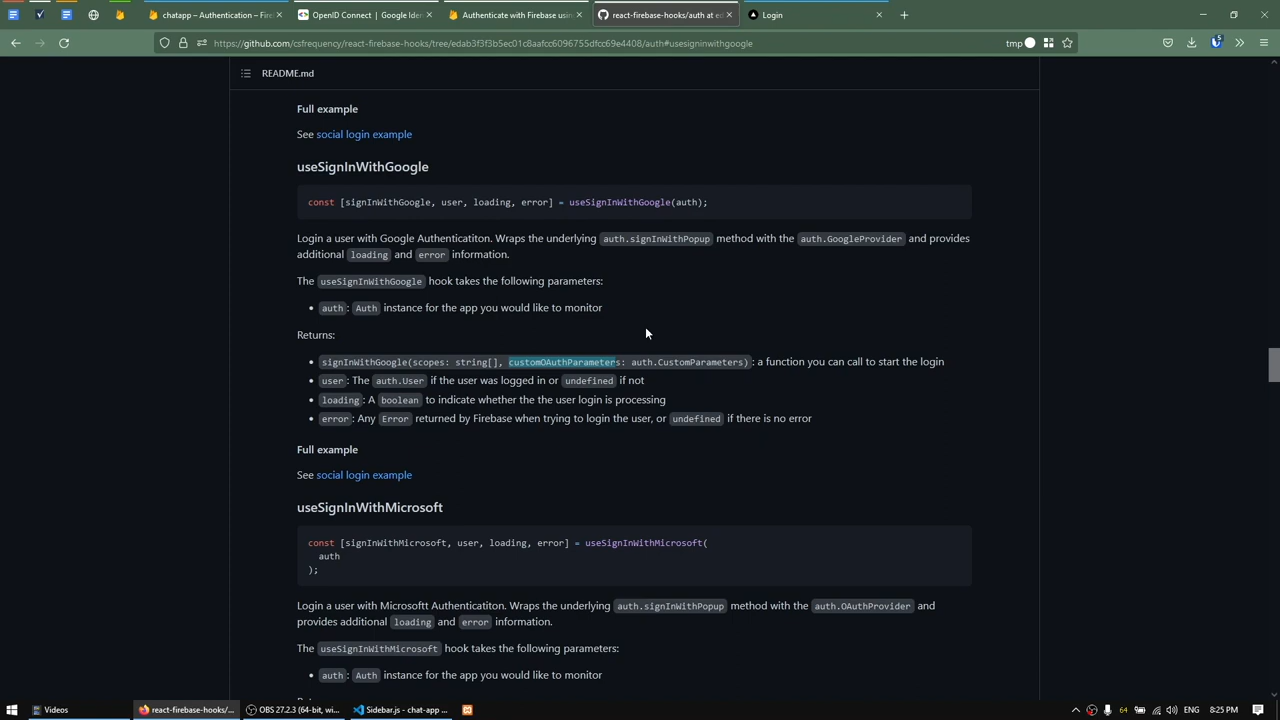 chatapp – Authentication – Fire
OpenID Connect | Google Iden
Authenticate with Firebase using
react-firebase-hooks/auth at ed
Login
https://github.com/csfrequency/react-firebase-hooks/tree/edab3f3f3b5ec01c8aafcc6096755dfcc69e4408/auth#usesigninwithgoogle
tmp
5
README.md
Full example
See social login example
useSignInWithGoogle
const [signInWithGoogle, user, loading, error] = useSignInWithGoogle(auth);
Login a user with Google Authenticatiton. Wraps the underlying auth.signInWithPopup method with the auth.GoogleProvider and provides
additional loading and error information.
The useSignInWithGoogle hook takes the following parameters:
• auth: Auth instance for the app you would like to monitor
Returns:
• signInWithGoogle(scopes: string[], customOAuthParameters: auth.CustomParameters): a function you can call to start the login
• user: The auth.User if the user was logged in or undefined if not
• loading: A boolean to indicate whether the the user login is processing
• error: Any Error returned by Firebase when trying to login the user, or undefined if there is no error
Full example
See social login example
useSignInWithMicrosoft
const [signInWithMicrosoft, user, loading, error] = useSignInWithMicrosoft(
auth
);
Login a user with Microsoftt Authenticatiton. Wraps the underlying auth.signInWithPopup method with the auth.OAuthProvider and
provides additional loading and error information.
The useSignInWithMicrosoft hook takes the following parameters:
• auth: Auth instance for the app you would like to monitor
Videos
react-firebase-hooks/...
OBS 27.2.3 (64-bit, wi...
Sidebar.js - chat-app ...
64
ENG
8:25 PM